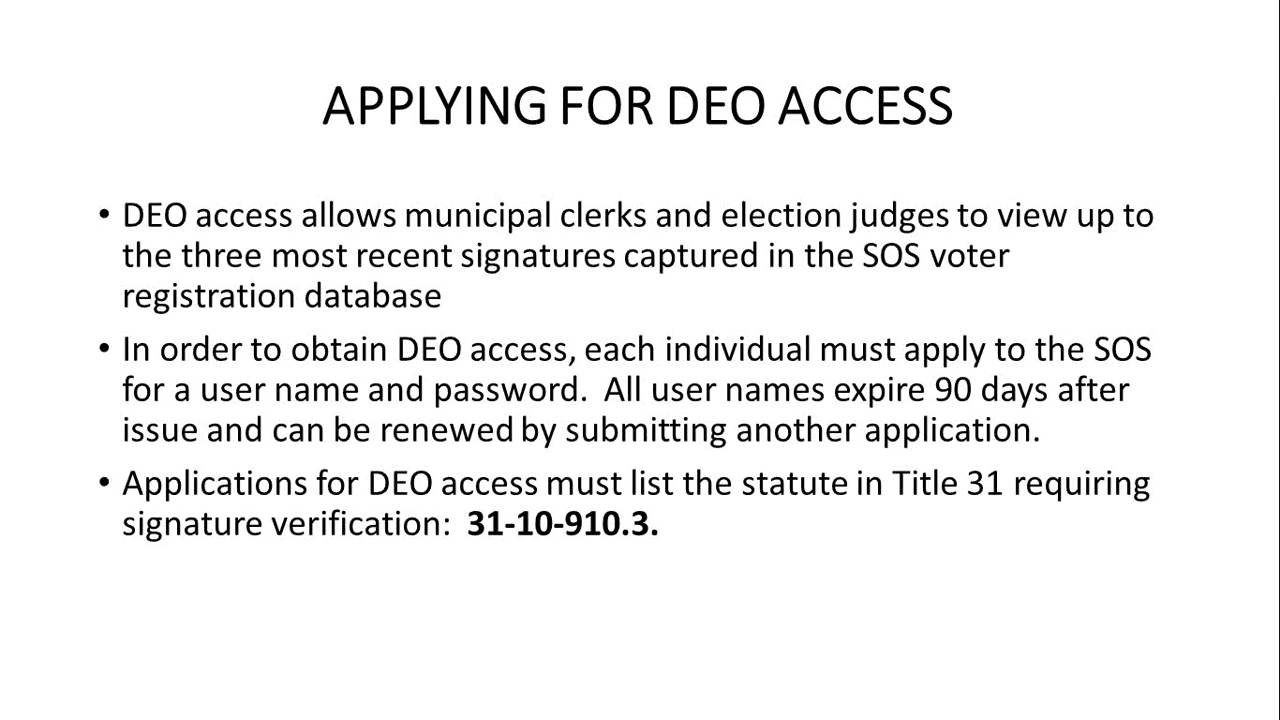 APPLYING FOR DEO ACCESS
• DEO access allows municipal clerks and election judges to view up to
the three most recent signatures captured in the SOS voter
registration database
• In order to obtain DEO access, each individual must apply to the SOS
for a user name and password.  All user names expire 90 days after
issue and can be renewed by submitting another application.
• Applications for DEO access must list the statute in Title 31 requiring
signature verification:  31-10-910.3.